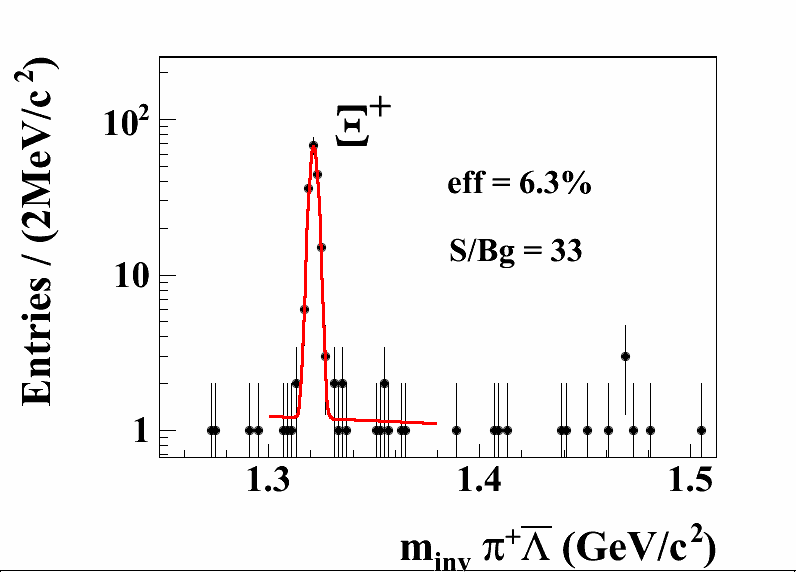 Entries / (2MeV/c²)
10²
10
1
Ξ⁺
eff = 6.3%
S/Bg = 33
1.3 1.4 1.5
m_inv π⁺Λ̅ (GeV/c²)